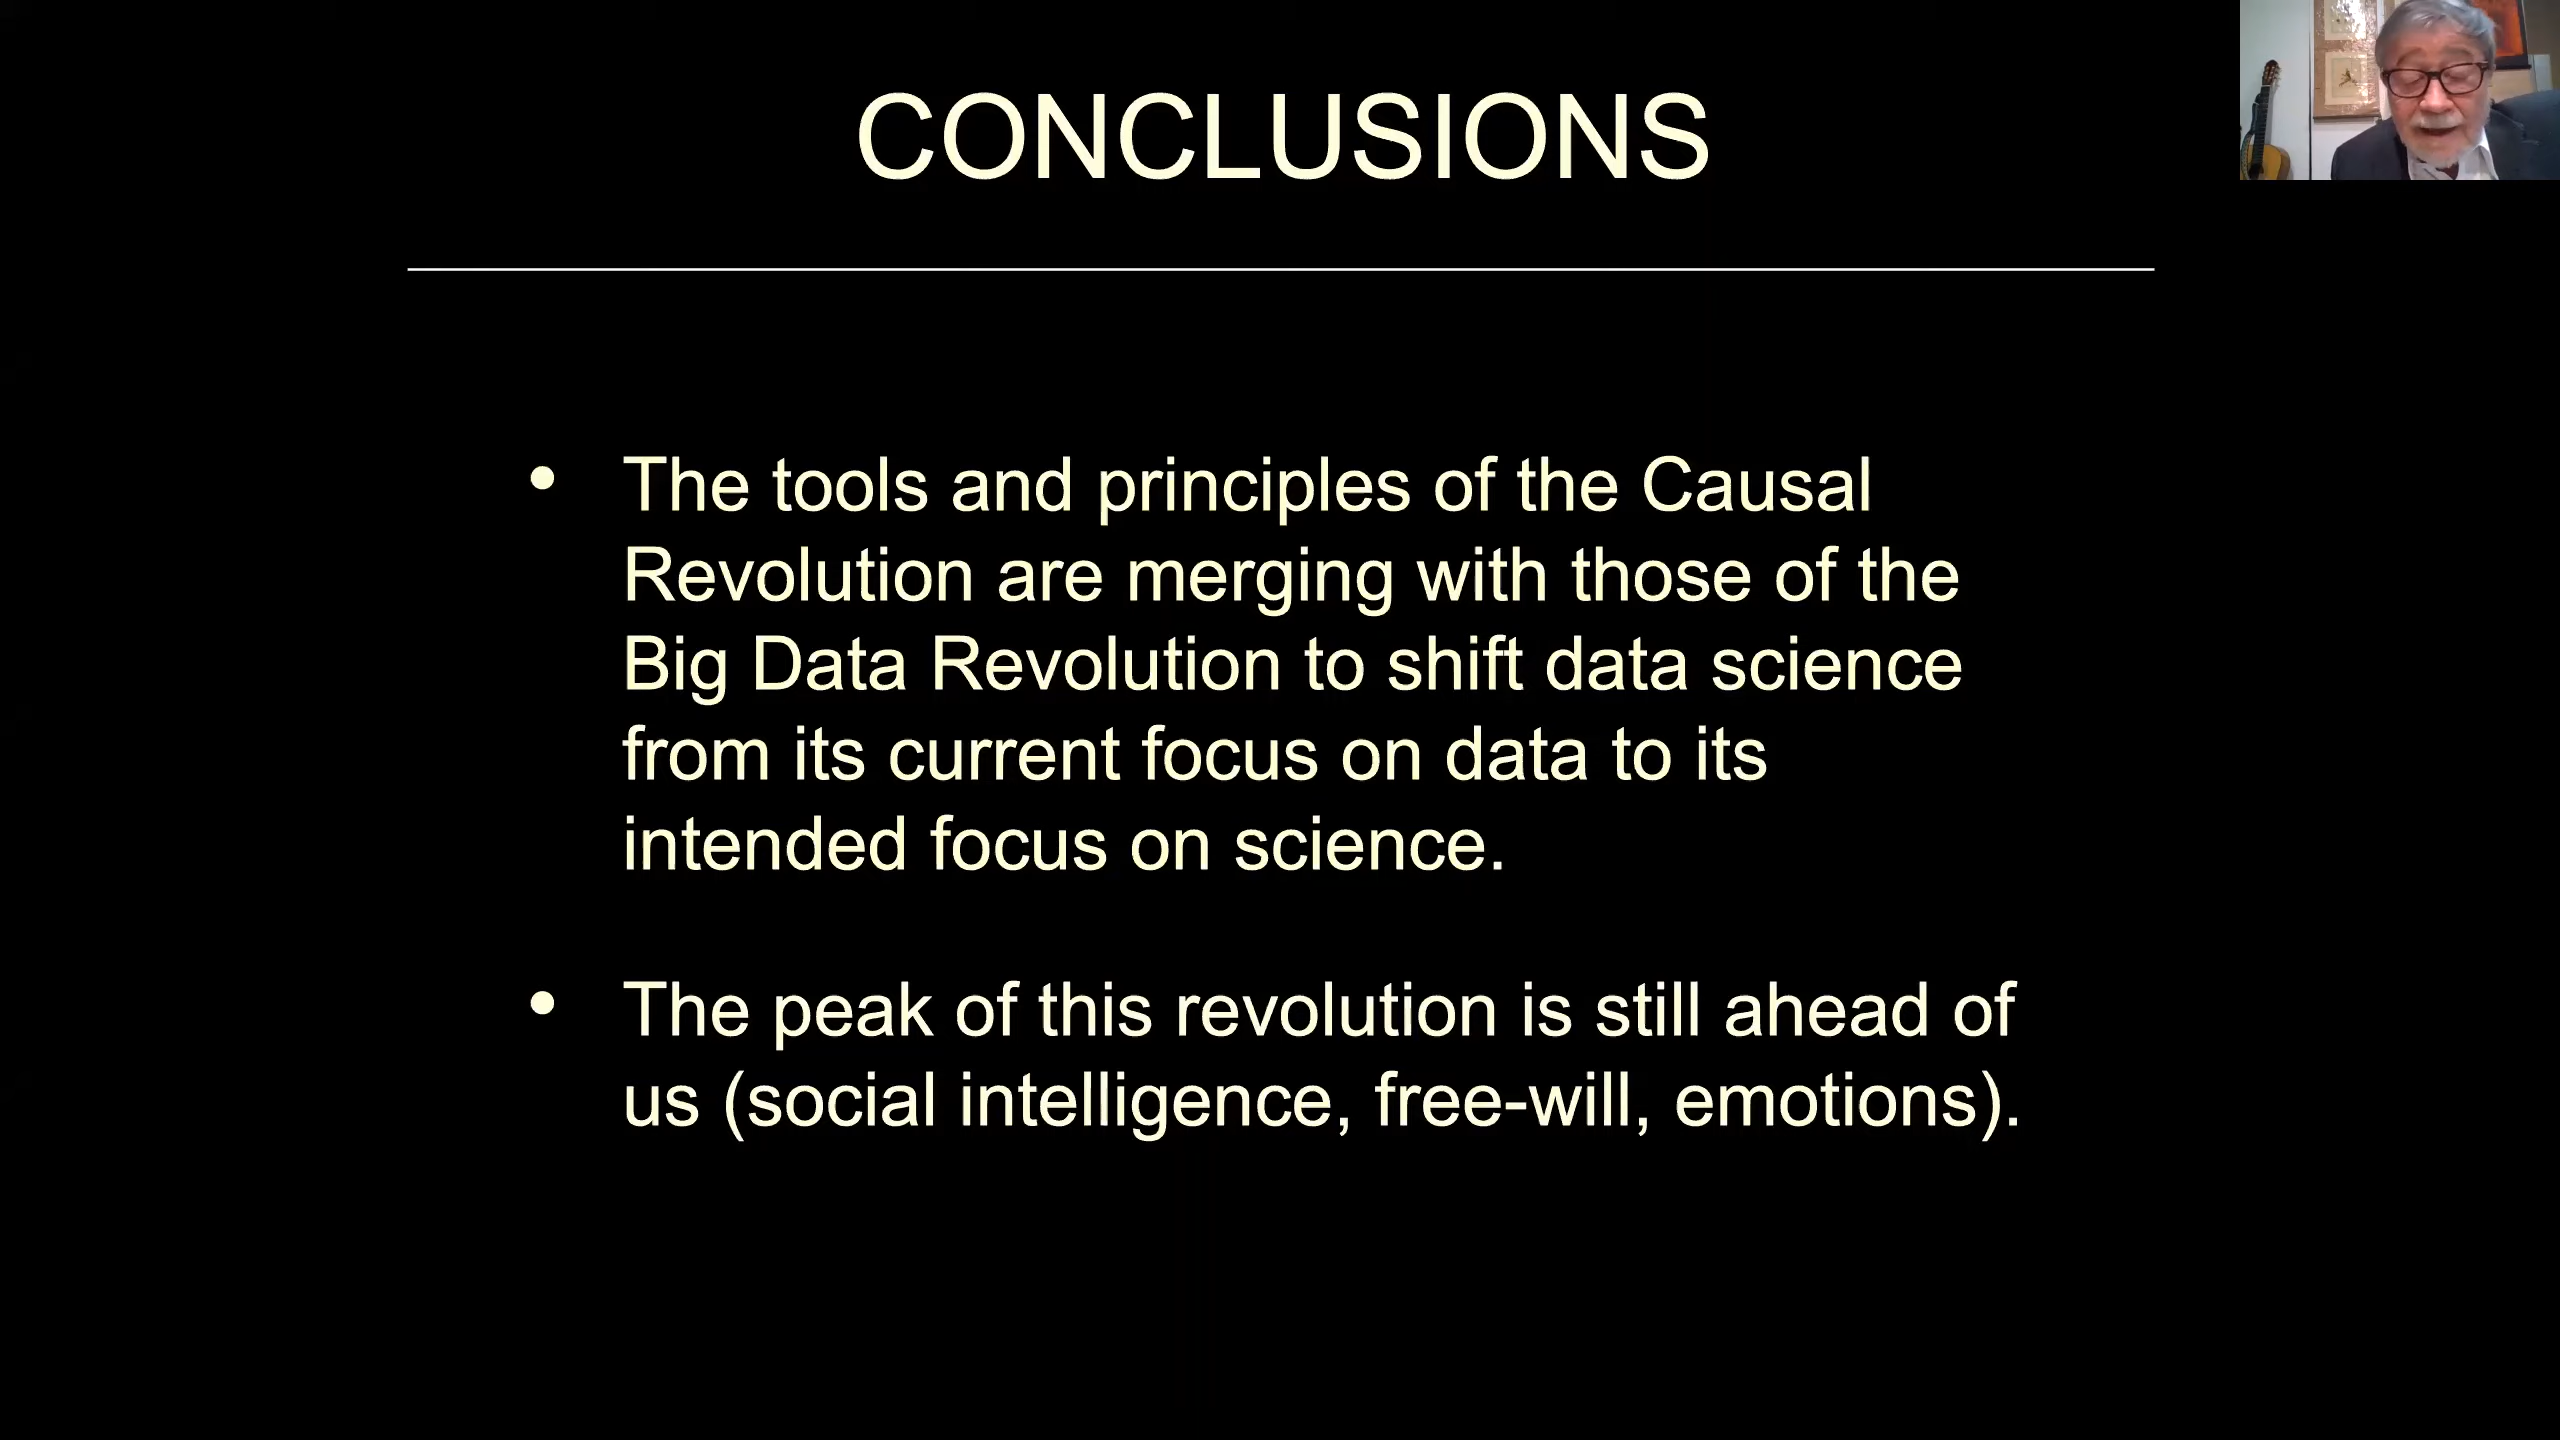 CONCLUSIONS
• The tools and principles of the Causal
Revolution are merging with those of the
Big Data Revolution to shift data science
from its current focus on data to its
intended focus on science.
• The peak of this revolution is still ahead of
us (social intelligence, free-will, emotions).